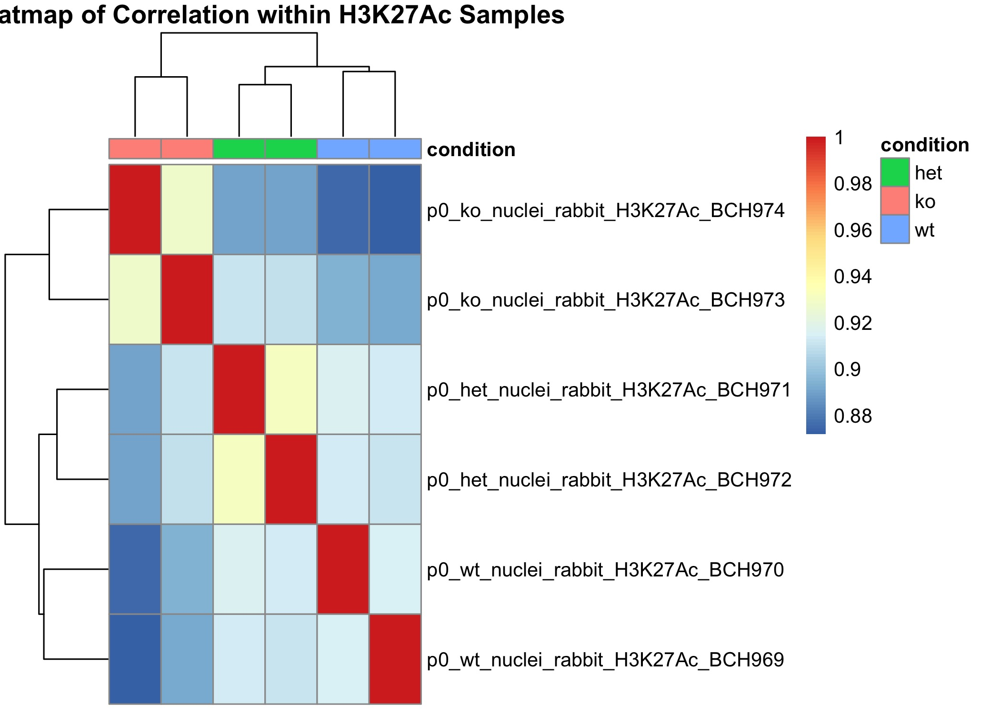 atmap of Correlation within H3K27Ac Samples
condition
p0_ko_nuclei_rabbit_H3K27Ac_BCH974
p0_ko_nuclei_rabbit_H3K27Ac_BCH973
p0_het_nuclei_rabbit_H3K27Ac_BCH971
p0_het_nuclei_rabbit_H3K27Ac_BCH972
p0_wt_nuclei_rabbit_H3K27Ac_BCH970
p0_wt_nuclei_rabbit_H3K27Ac_BCH969
1
0.98
0.96
0.94
0.92
0.9
0.88
condition
het
ko
wt